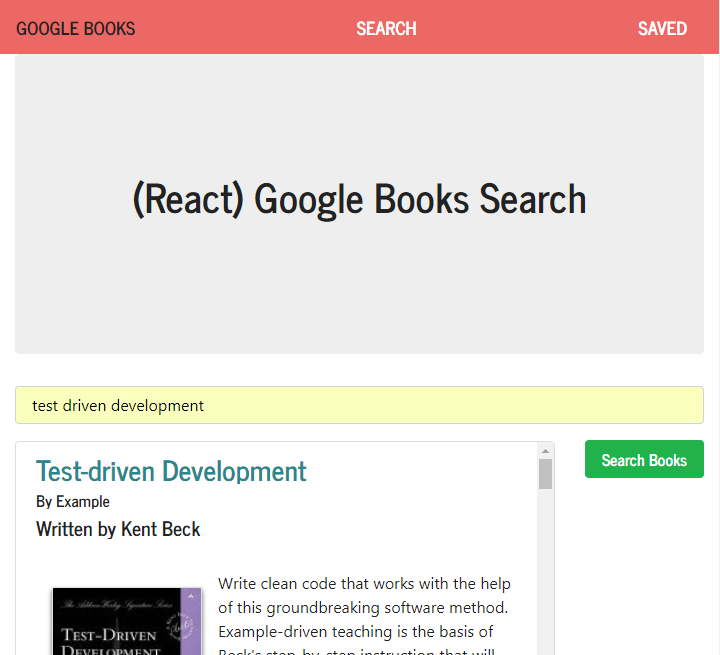 GOOGLE BOOKS SEARCH SAVED
(React) Google Books Search
test driven development
Search Books
Test-driven Development
By Example
Written by Kent Beck
The Addison Wesley Signature Series
TEST-DRIVEN
DEVELOPMENT
Write clean code that works with the help
of this groundbreaking software method.
Example-driven teaching is the basis of
Beck's step-by-step instruction that will